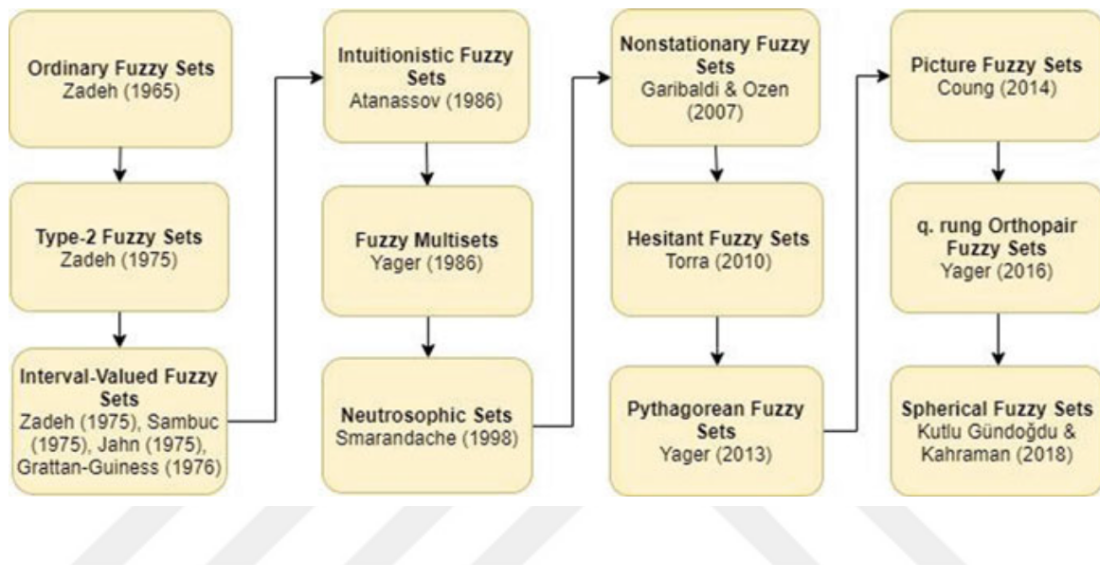 Ordinary Fuzzy Sets
Zadeh (1965)
Type-2 Fuzzy Sets
Zadeh (1975)
Interval-Valued Fuzzy
Sets
Zadeh (1975), Sambuc
(1975), Jahn (1975),
Grattan-Guiness (1976)
Intuitionistic Fuzzy
Sets
Atanassov (1986)
Fuzzy Multisets
Yager (1986)
Neutrosophic Sets
Smarandache (1998)
Nonstationary Fuzzy
Sets
Garibaldi & Ozen
(2007)
Hesitant Fuzzy Sets
Torra (2010)
Pythagorean Fuzzy
Sets
Yager (2013)
Picture Fuzzy Sets
Coung (2014)
q. rung Orthopair
Fuzzy Sets
Yager (2016)
Spherical Fuzzy Sets
Kutlu Gündoğdu &
Kahraman (2018)